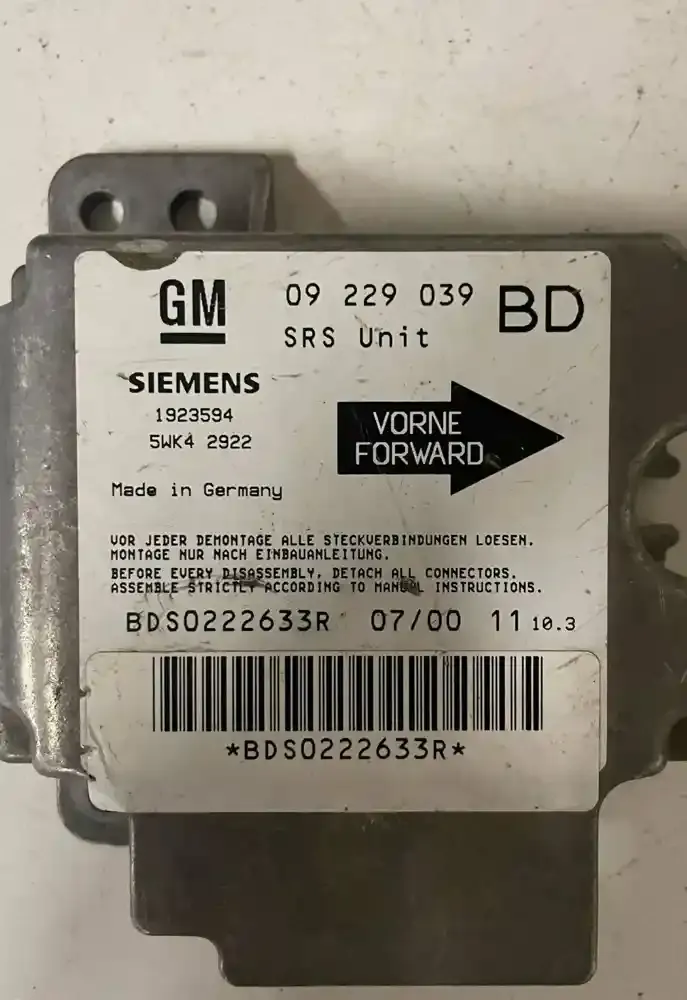 GM 09 229 039 BD
SRS Unit
SIEMENS
1923594
5WK4 2922
VORNE
FORWARD
Made in Germany
VOR JEDER DEMONTAGE ALLE STECKVERBINDUNGEN LOESEN.
MONTAGE NUR NACH EINBAUANLEITUNG.
BEFORE EVERY DISASSEMBLY, DETACH ALL CONNECTORS.
ASSEMBLE STRICTLY ACCORDING TO MANUAL INSTRUCTIONS.
BDS0222633R 07/00 11 10.3
*BDS0222633R*